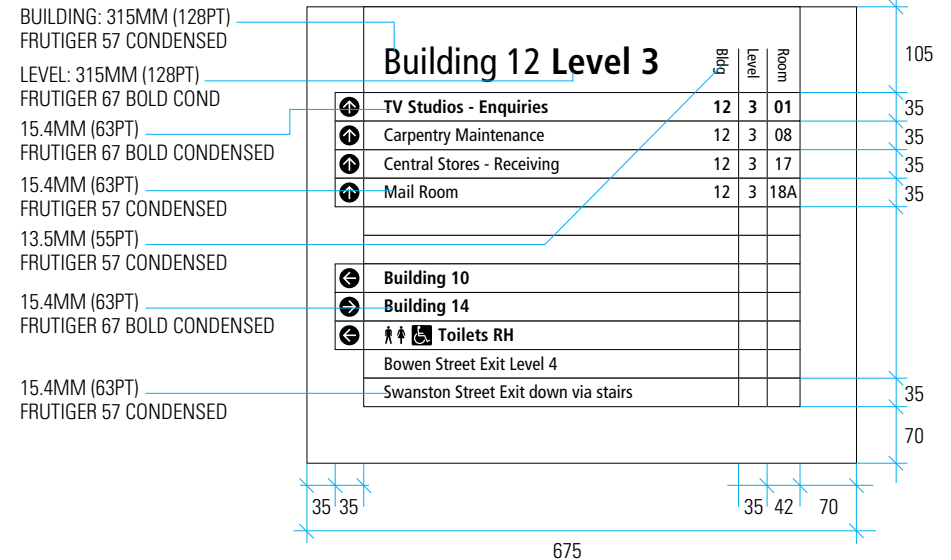 BUILDING: 315MM (128PT)
FRUTIGER 57 CONDENSED
LEVEL: 315MM (128PT)
FRUTIGER 67 BOLD COND
15.4MM (63PT)
FRUTIGER 67 BOLD CONDENSED
15.4MM (63PT)
FRUTIGER 57 CONDENSED
13.5MM (55PT)
FRUTIGER 57 CONDENSED
15.4MM (63PT)
FRUTIGER 67 BOLD CONDENSED
15.4MM (63PT)
FRUTIGER 57 CONDENSED
Building 12 Level 3
Bldg
Level
Room
TV Studios - Enquiries 12 3 01
Carpentry Maintenance 12 3 08
Central Stores - Receiving 12 3 17
Mail Room 12 3 18A
Building 10
Building 14
Toilets RH
Bowen Street Exit Level 4
Swanston Street Exit down via stairs
105
35
35
35
35
35
70
35 35 35 42 70
675